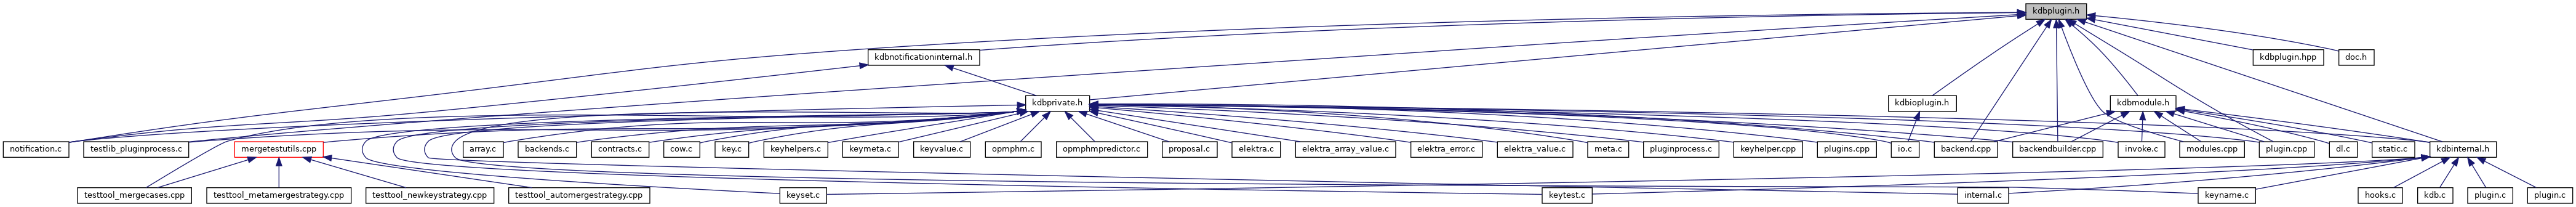 kdbplugin.h
kdbnotificationinternal.h
kdbplugin.hpp
doc.h
kdbprivate.h
kdbioplugin.h
kdbmodule.h
notification.c
testlib_pluginprocess.c
mergetestutils.cpp
array.c
backends.c
contracts.c
cow.c
key.c
keyhelpers.c
keymeta.c
keyvalue.c
opmphm.c
opmphmpredictor.c
proposal.c
elektra.c
elektra_array_value.c
elektra_error.c
elektra_value.c
meta.c
pluginprocess.c
keyhelper.cpp
plugins.cpp
io.c
backend.cpp
backendbuilder.cpp
invoke.c
modules.cpp
plugin.cpp
dl.c
static.c
kdbinternal.h
testtool_mergecases.cpp
testtool_metamergestrategy.cpp
testtool_newkeystrategy.cpp
testtool_automergestrategy.cpp
keyset.c
keytest.c
internal.c
keyname.c
hooks.c
kdb.c
plugin.c
plugin.c